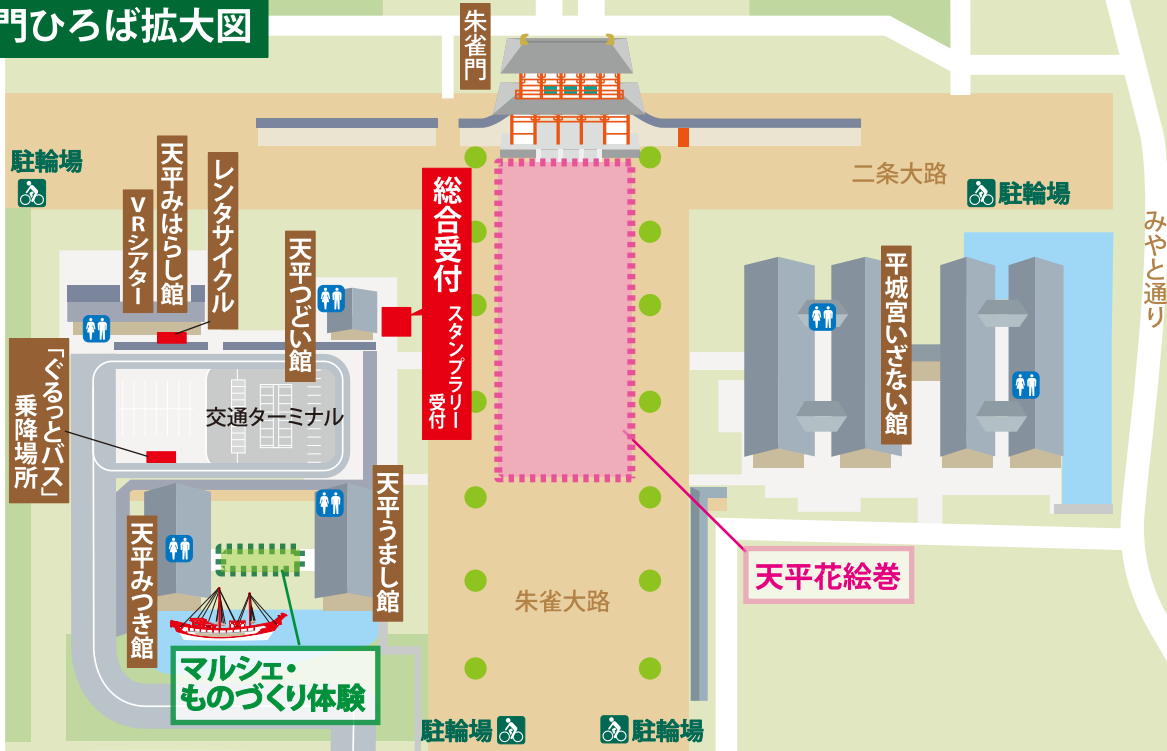 門ひろば拡大図
朱雀門
駐輪場
天平みはらし館
VRシアター
レンタサイクル
天平つどい館
総合受付
スタンプラリー
受付
二条大路
駐輪場
みやと通り
平城宮いざない館
「ぐるっとバス」
乗降場所
交通ターミナル
天平うまし館
天平みつき館
朱雀大路
天平花絵巻
マルシェ・
ものづくり体験
駐輪場
駐輪場